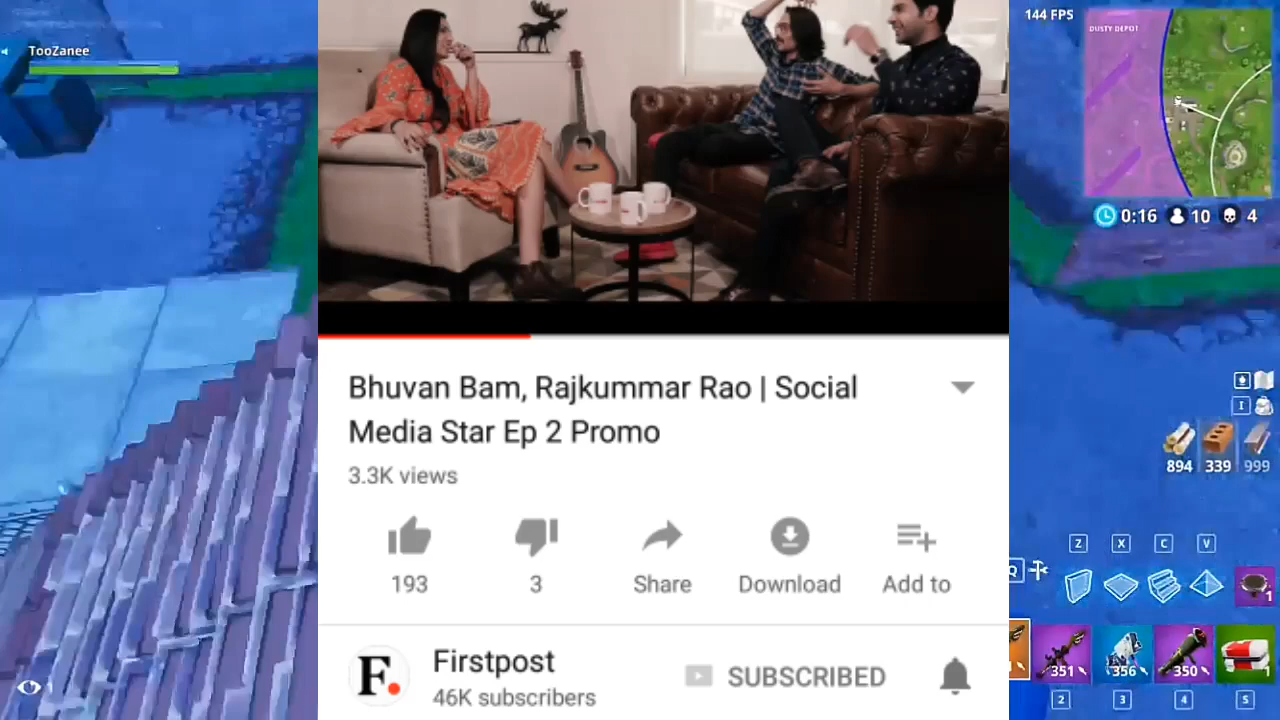 TooZanee
1
Bhuvan Bam, Rajkummar Rao | Social
Media Star Ep 2 Promo
3.3K views
193
3
Share
Download
Add to
F.
Firstpost
46K subscribers
SUBSCRIBED
144 FPS
DUSTY DEPOT
0:16
10
4
I
894
339
999
Z
X
C
V
Q
1
351
356
350
1
2
3
4
5